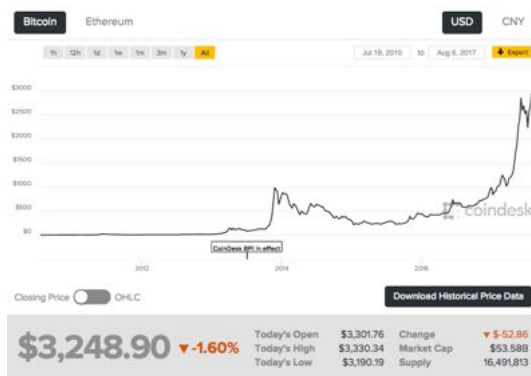 Bitcoin Ethereum USD CNY
1h 12h 1d 1w 1m 3m 1y All Jul 18, 2010 to Aug 6, 2017 Export
$3000
$2500
$2000
$1500
$1000
$500
$0
coindesk
CoinDesk BPI in effect
2012 2014 2016
Closing Price OHLC Download Historical Price Data
$3,248.90 ▼-1.60%
Today's Open $3,301.76 Change ▼ $-52.86
Today's High $3,330.34 Market Cap $53.58B
Today's Low $3,190.19 Supply 16,491,813